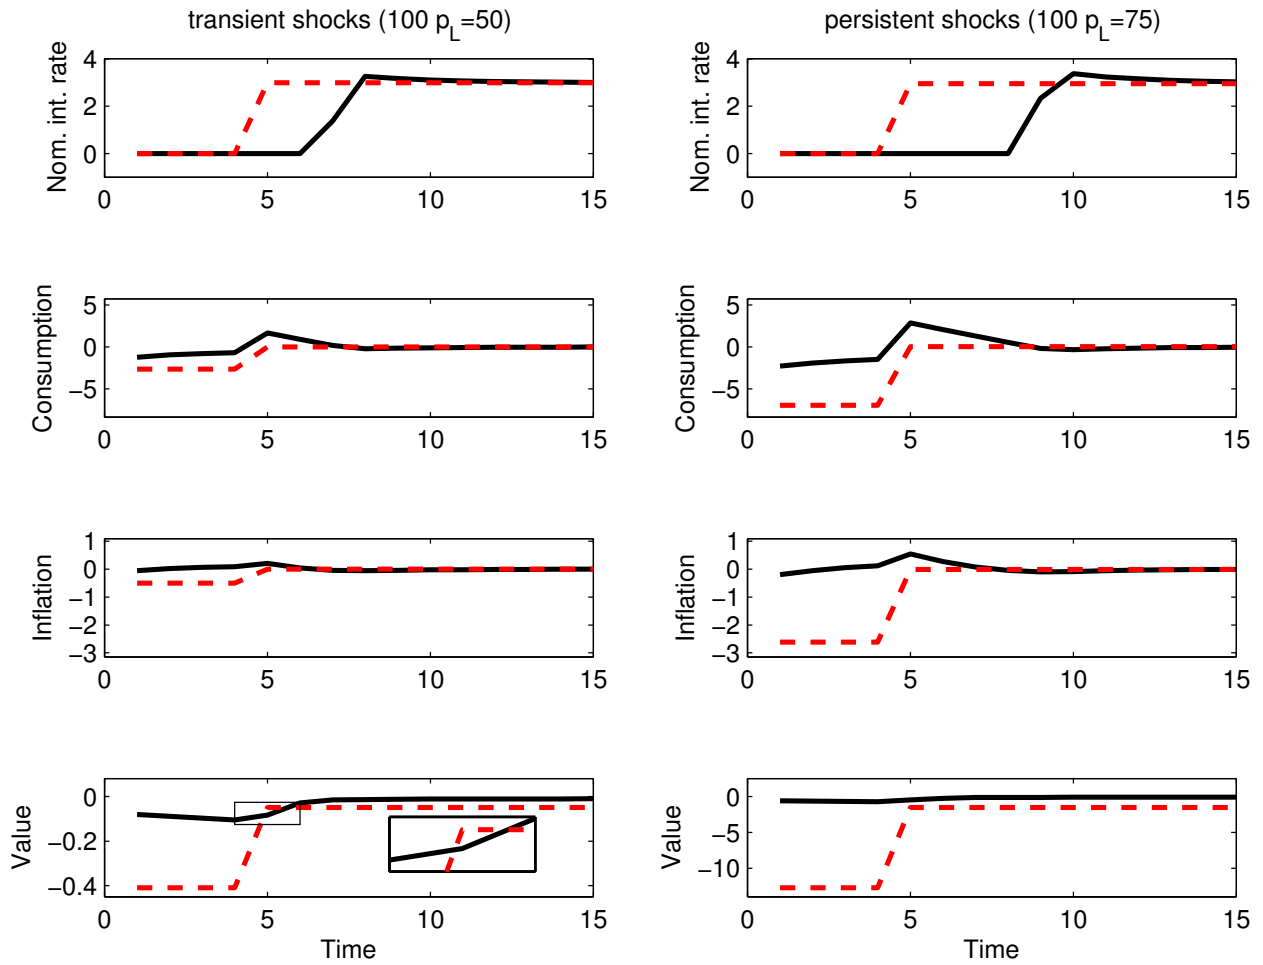 transient shocks (100 p_L=50)
Nom. int. rate
4
2
0
0 5 10 15
Consumption
5
0
−5
0 5 10 15
Inflation
1
0
−1
−2
−3
0 5 10 15
Value
0
−0.2
−0.4
0 5 10 15
Time
persistent shocks (100 p_L=75)
Nom. int. rate
4
2
0
0 5 10 15
Consumption
5
0
−5
0 5 10 15
Inflation
1
0
−1
−2
−3
0 5 10 15
Value
0
−5
−10
0 5 10 15
Time